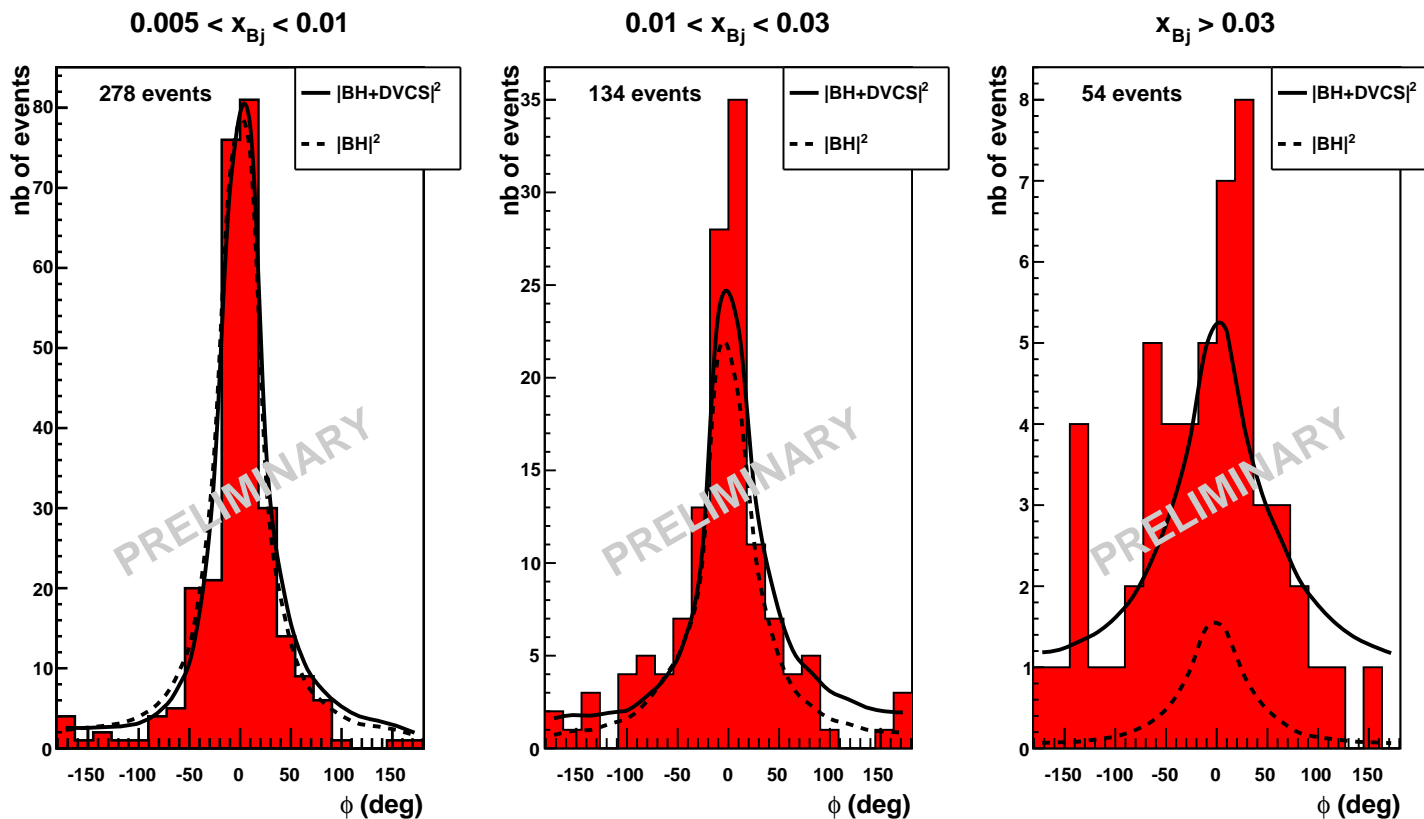 0.005 < x_Bj < 0.01
nb of events
278 events
|BH+DVCS|²
|BH|²
80
70
60
50
40
30
20
10
0
PRELIMINARY
-150 -100 -50 0 50 100 150
ϕ (deg)
0.01 < x_Bj < 0.03
nb of events
134 events
|BH+DVCS|²
|BH|²
35
30
25
20
15
10
5
0
PRELIMINARY
-150 -100 -50 0 50 100 150
ϕ (deg)
x_Bj > 0.03
nb of events
54 events
|BH+DVCS|²
|BH|²
8
7
6
5
4
3
2
1
0
PRELIMINARY
-150 -100 -50 0 50 100 150
ϕ (deg)